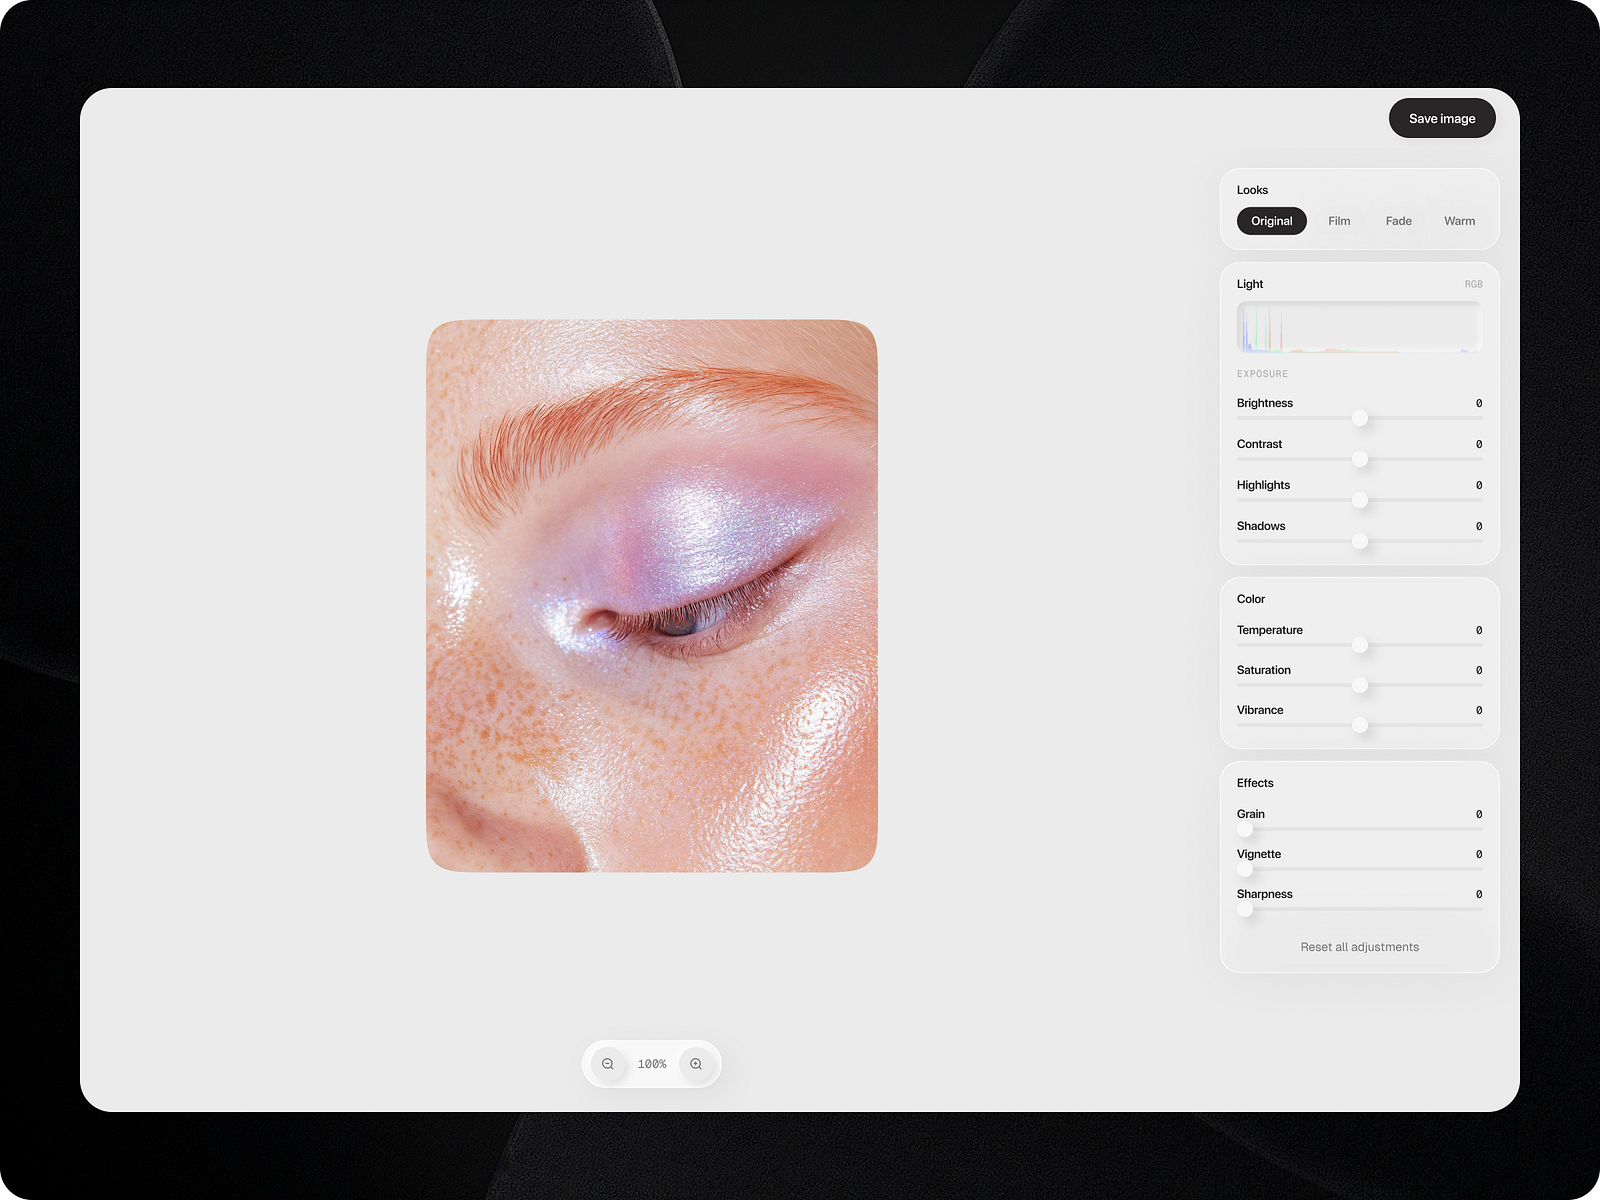 Save image
Looks
Original Film Fade Warm
Light RGB
EXPOSURE
Brightness 0
Contrast 0
Highlights 0
Shadows 0
Color
Temperature 0
Saturation 0
Vibrance 0
Effects
Grain 0
Vignette 0
Sharpness 0
Reset all adjustments
100%